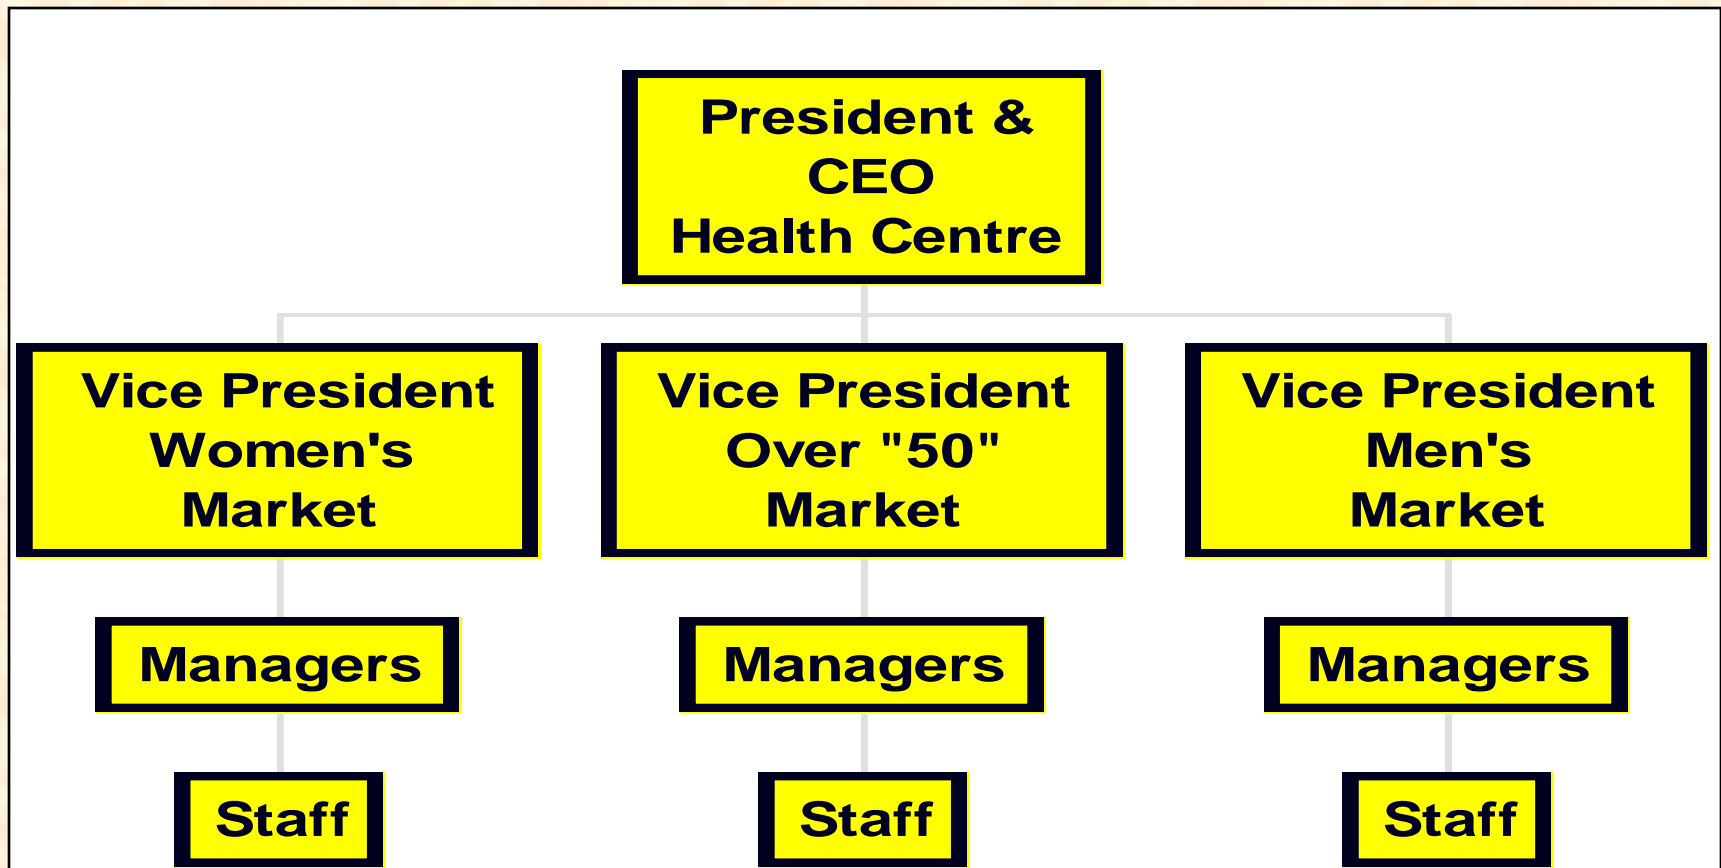 President &
CEO
Health Centre
Vice President
Women's
Market
Vice President
Over "50"
Market
Vice President
Men's
Market
Managers
Managers
Managers
Staff
Staff
Staff